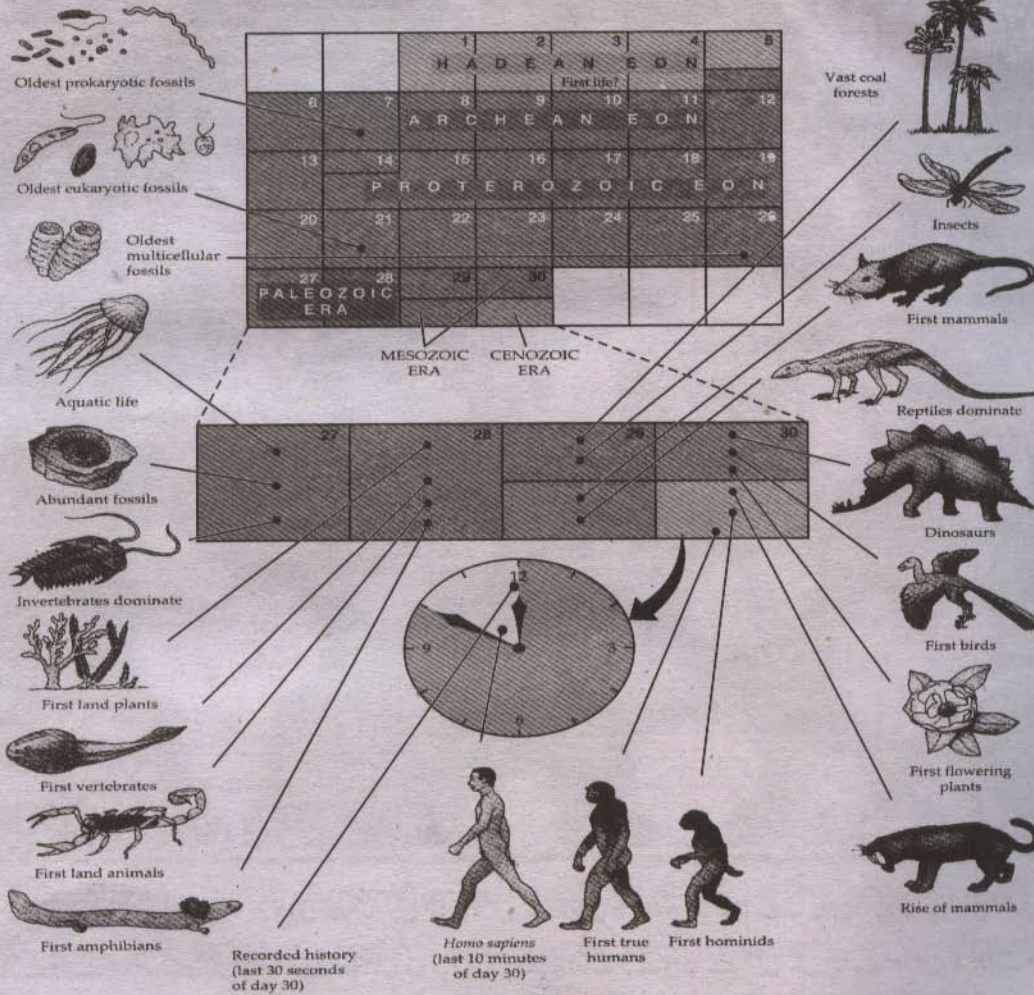 1 2 3 4 5
HADEAN EON
First life?
6 7 8 9 10 11 12
ARCHEAN EON
13 14 15 16 17 18 19
PROTEROZOIC EON
20 21 22 23 24 25 26
27 28 29 30
PALEOZOIC
ERA
MESOZOIC
ERA
CENOZOIC
ERA
27 28 29 30
12
3
6
9
Oldest prokaryotic fossils
Oldest eukaryotic fossils
Oldest
multicellular
fossils
Aquatic life
Abundant fossils
Invertebrates dominate
First land plants
First vertebrates
First land animals
First amphibians
Recorded history
(last 30 seconds
of day 30)
Homo sapiens
(last 10 minutes
of day 30)
First true
humans
First hominids
Vast coal
forests
Insects
First mammals
Reptiles dominate
Dinosaurs
First birds
First flowering
plants
Rise of mammals